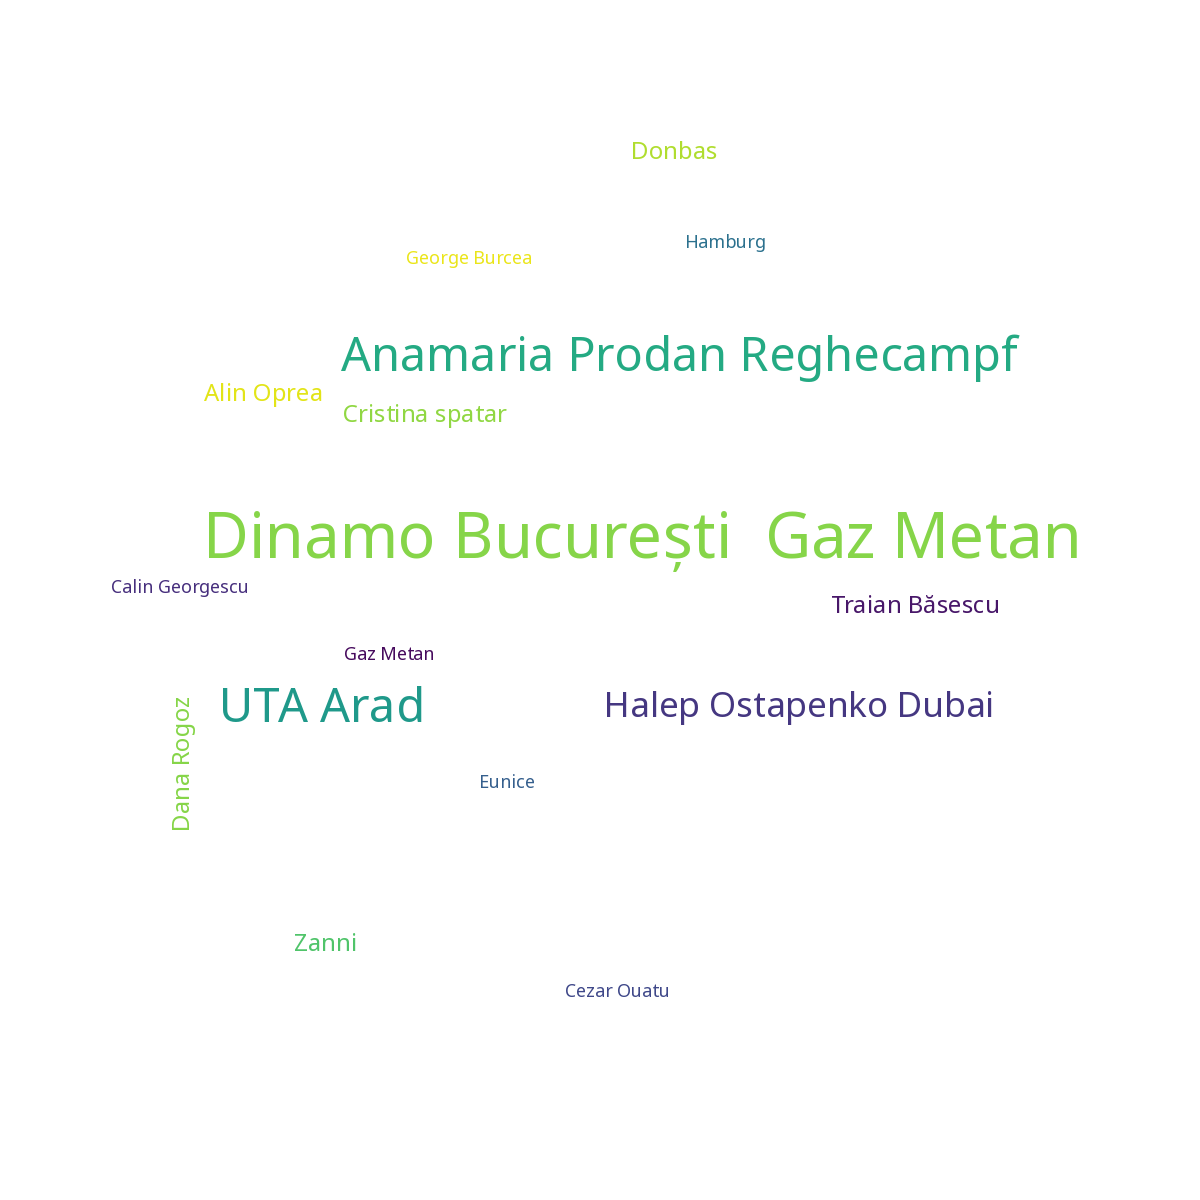 Donbas
Hamburg
George Burcea
Anamaria Prodan Reghecampf
Alin Oprea
Cristina spatar
Dinamo București  Gaz Metan
Calin Georgescu
Traian Băsescu
Gaz Metan
UTA Arad
Halep Ostapenko Dubai
Dana Rogoz
Eunice
Zanni
Cezar Ouatu